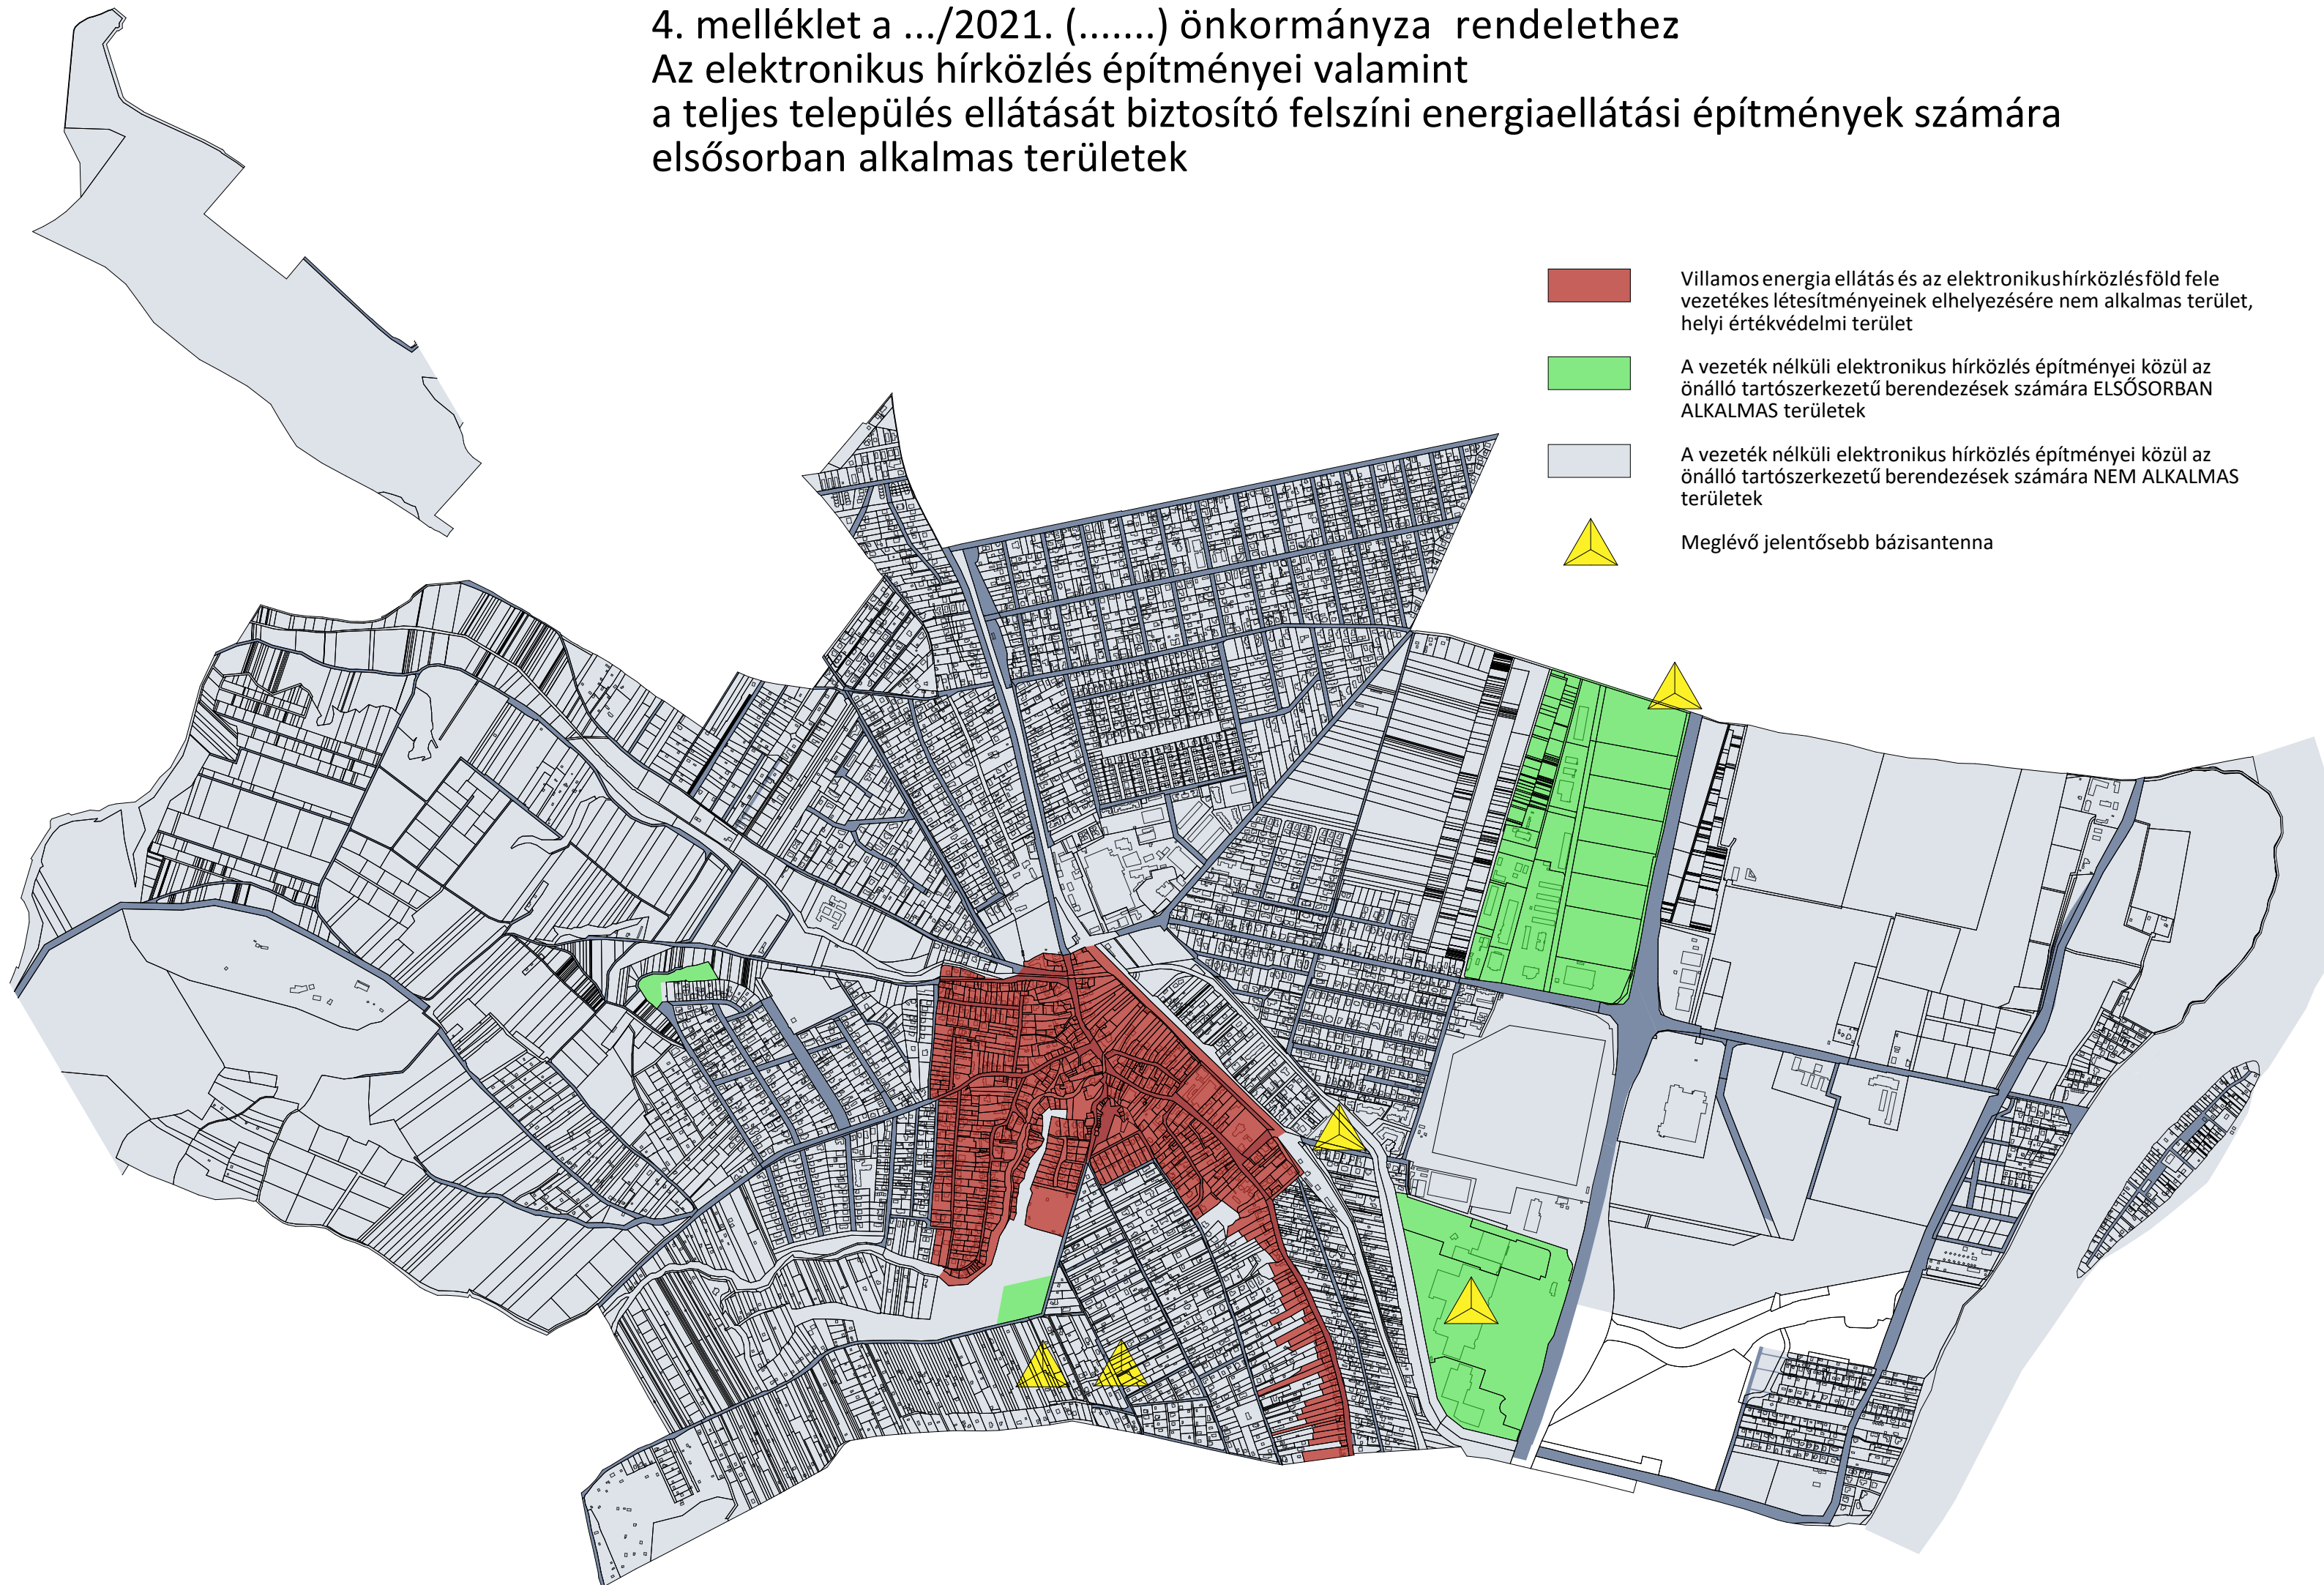 4. melléklet a .../2021. (.......) önkormányza rendelethez
Az elektronikus hírközlés építményei valamint
a teljes település ellátását biztosító felszíni energiaellátási építmények számára
elsősorban alkalmas területek
Villamos energia ellátás és az elektronikus hírközlés föld fele
vezetékes létesítményeinek elhelyezésére nem alkalmas terület,
helyi értékvédelmi terület
A vezeték nélküli elektronikus hírközlés építményei közül az
önálló tartószerkezetű berendezések számára ELSŐSORBAN
ALKALMAS területek
A vezeték nélküli elektronikus hírközlés építményei közül az
önálló tartószerkezetű berendezések számára NEM ALKALMAS
területek
Meglévő jelentősebb bázisantenna